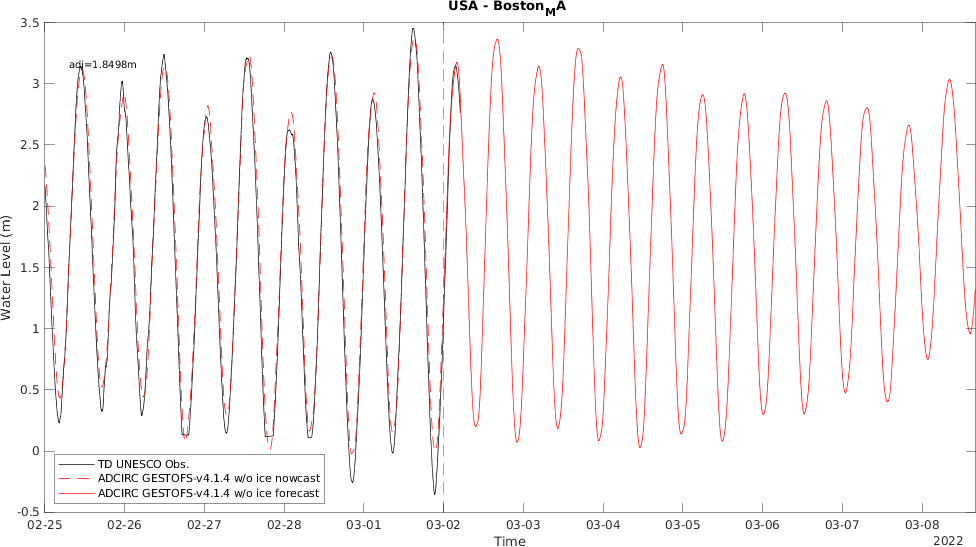 USA - Boston_MA
3.5
adj=1.8498m
3
2.5
2
1.5
1
0.5
0
-0.5
Water Level (m)
TD UNESCO Obs.
ADCIRC GESTOFS-v4.1.4 w/o ice nowcast
ADCIRC GESTOFS-v4.1.4 w/o ice forecast
02-25 02-26 02-27 02-28 03-01 03-02 03-03 03-04 03-05 03-06 03-07 03-08
Time
2022